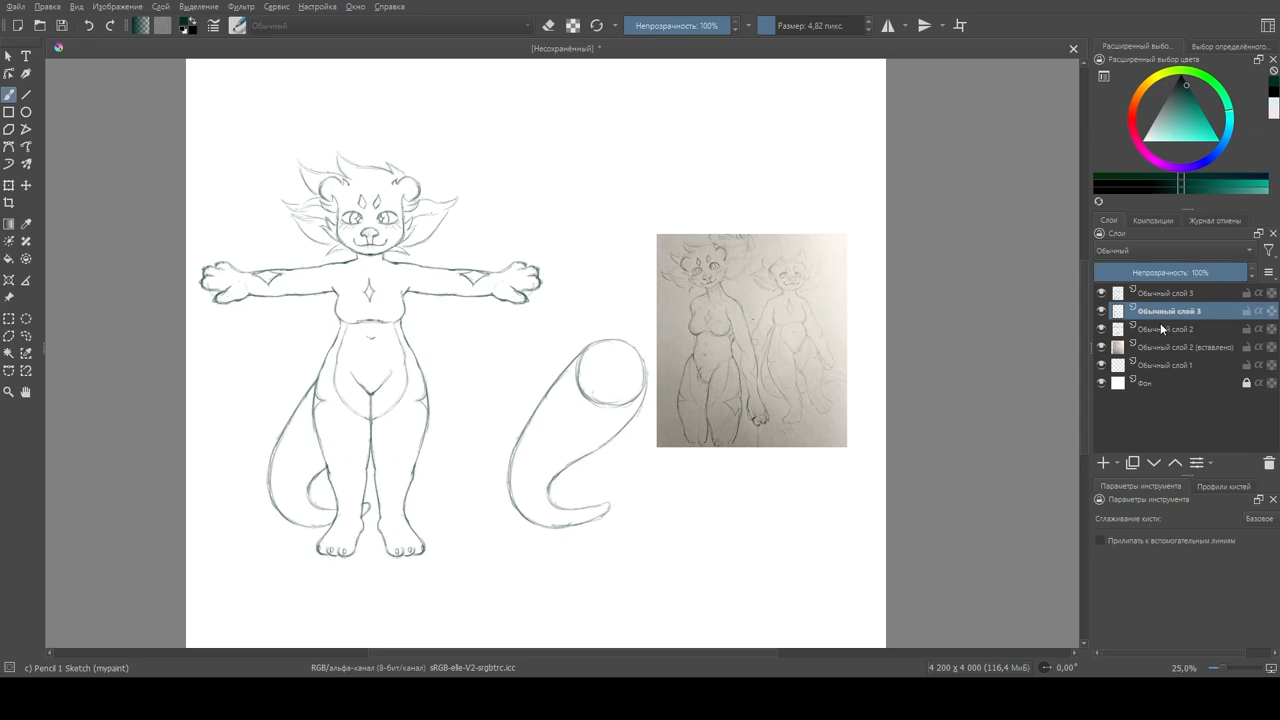 Файл Правка Вид Изображение Слой Выделение Фильтр Сервис Настройка Окно Справка
Обычный
Непрозрачность: 100%
Размер: 4,82 пикс.
[Несохранённый] *
Расширенный выбо...
Выбор определённого...
Расширенный выбор цвета
Слои
Композиции
Журнал отмены
Слои
Обычный
Непрозрачность: 100%
Обычный слой 3
Обычный слой 3
Обычный слой 2
Обычный слой 2 (вставлено)
Обычный слой 1
Фон
Параметры инструмента
Профили кистей
Параметры инструмента
Сглаживание кисти:
Базовое
Прилипать к вспомогательным линиям
c) Pencil 1 Sketch (mypaint)
RGB/альфа-канал (8-бит/канал) sRGB-elle-V2-srgbtrc.icc
4 200 x 4 000 (116,4 МиБ)
0,00°
25,0%